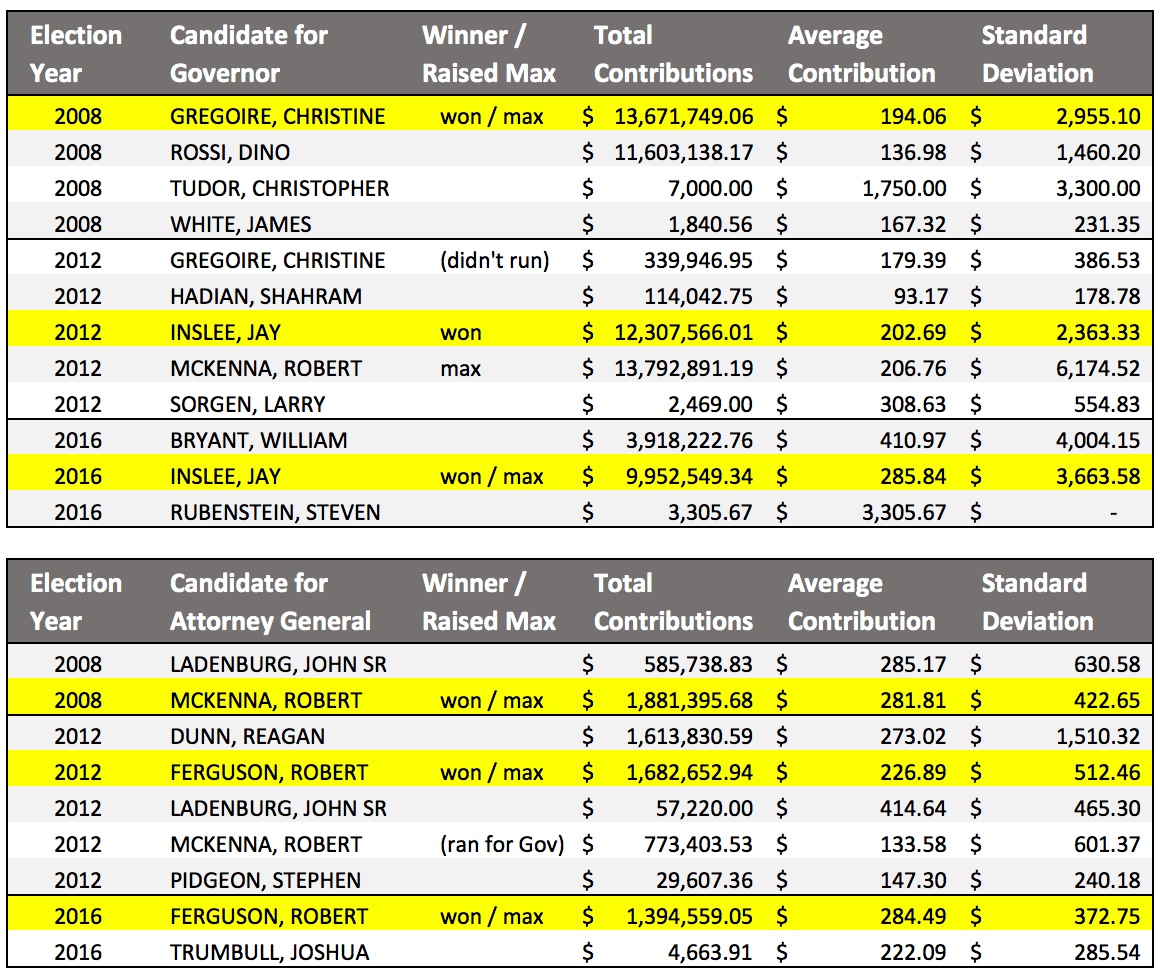 Election Year Candidate for Governor Winner / Raised Max Total Contributions Average Contribution Standard Deviation
2008 GREGOIRE, CHRISTINE won / max $ 13,671,749.06 $ 194.06 $ 2,955.10
2008 ROSSI, DINO $ 11,603,138.17 $ 136.98 $ 1,460.20
2008 TUDOR, CHRISTOPHER $ 7,000.00 $ 1,750.00 $ 3,300.00
2008 WHITE, JAMES $ 1,840.56 $ 167.32 $ 231.35
2012 GREGOIRE, CHRISTINE (didn't run) $ 339,946.95 $ 179.39 $ 386.53
2012 HADIAN, SHAHRAM $ 114,042.75 $ 93.17 $ 178.78
2012 INSLEE, JAY won $ 12,307,566.01 $ 202.69 $ 2,363.33
2012 MCKENNA, ROBERT max $ 13,792,891.19 $ 206.76 $ 6,174.52
2012 SORGEN, LARRY $ 2,469.00 $ 308.63 $ 554.83
2016 BRYANT, WILLIAM $ 3,918,222.76 $ 410.97 $ 4,004.15
2016 INSLEE, JAY won / max $ 9,952,549.34 $ 285.84 $ 3,663.58
2016 RUBENSTEIN, STEVEN $ 3,305.67 $ 3,305.67 $ -
Election Year Candidate for Attorney General Winner / Raised Max Total Contributions Average Contribution Standard Deviation
2008 LADENBURG, JOHN SR $ 585,738.83 $ 285.17 $ 630.58
2008 MCKENNA, ROBERT won / max $ 1,881,395.68 $ 281.81 $ 422.65
2012 DUNN, REAGAN $ 1,613,830.59 $ 273.02 $ 1,510.32
2012 FERGUSON, ROBERT won / max $ 1,682,652.94 $ 226.89 $ 512.46
2012 LADENBURG, JOHN SR $ 57,220.00 $ 414.64 $ 465.30
2012 MCKENNA, ROBERT (ran for Gov) $ 773,403.53 $ 133.58 $ 601.37
2012 PIDGEON, STEPHEN $ 29,607.36 $ 147.30 $ 240.18
2016 FERGUSON, ROBERT won / max $ 1,394,559.05 $ 284.49 $ 372.75
2016 TRUMBULL, JOSHUA $ 4,663.91 $ 222.09 $ 285.54